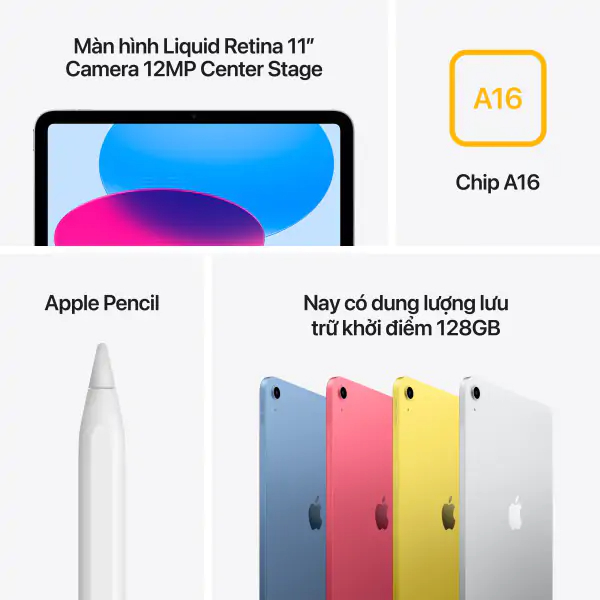 Màn hình Liquid Retina 11”
Camera 12MP Center Stage
A16
Chip A16
Apple Pencil
Nay có dung lượng lưu
trữ khởi điểm 128GB